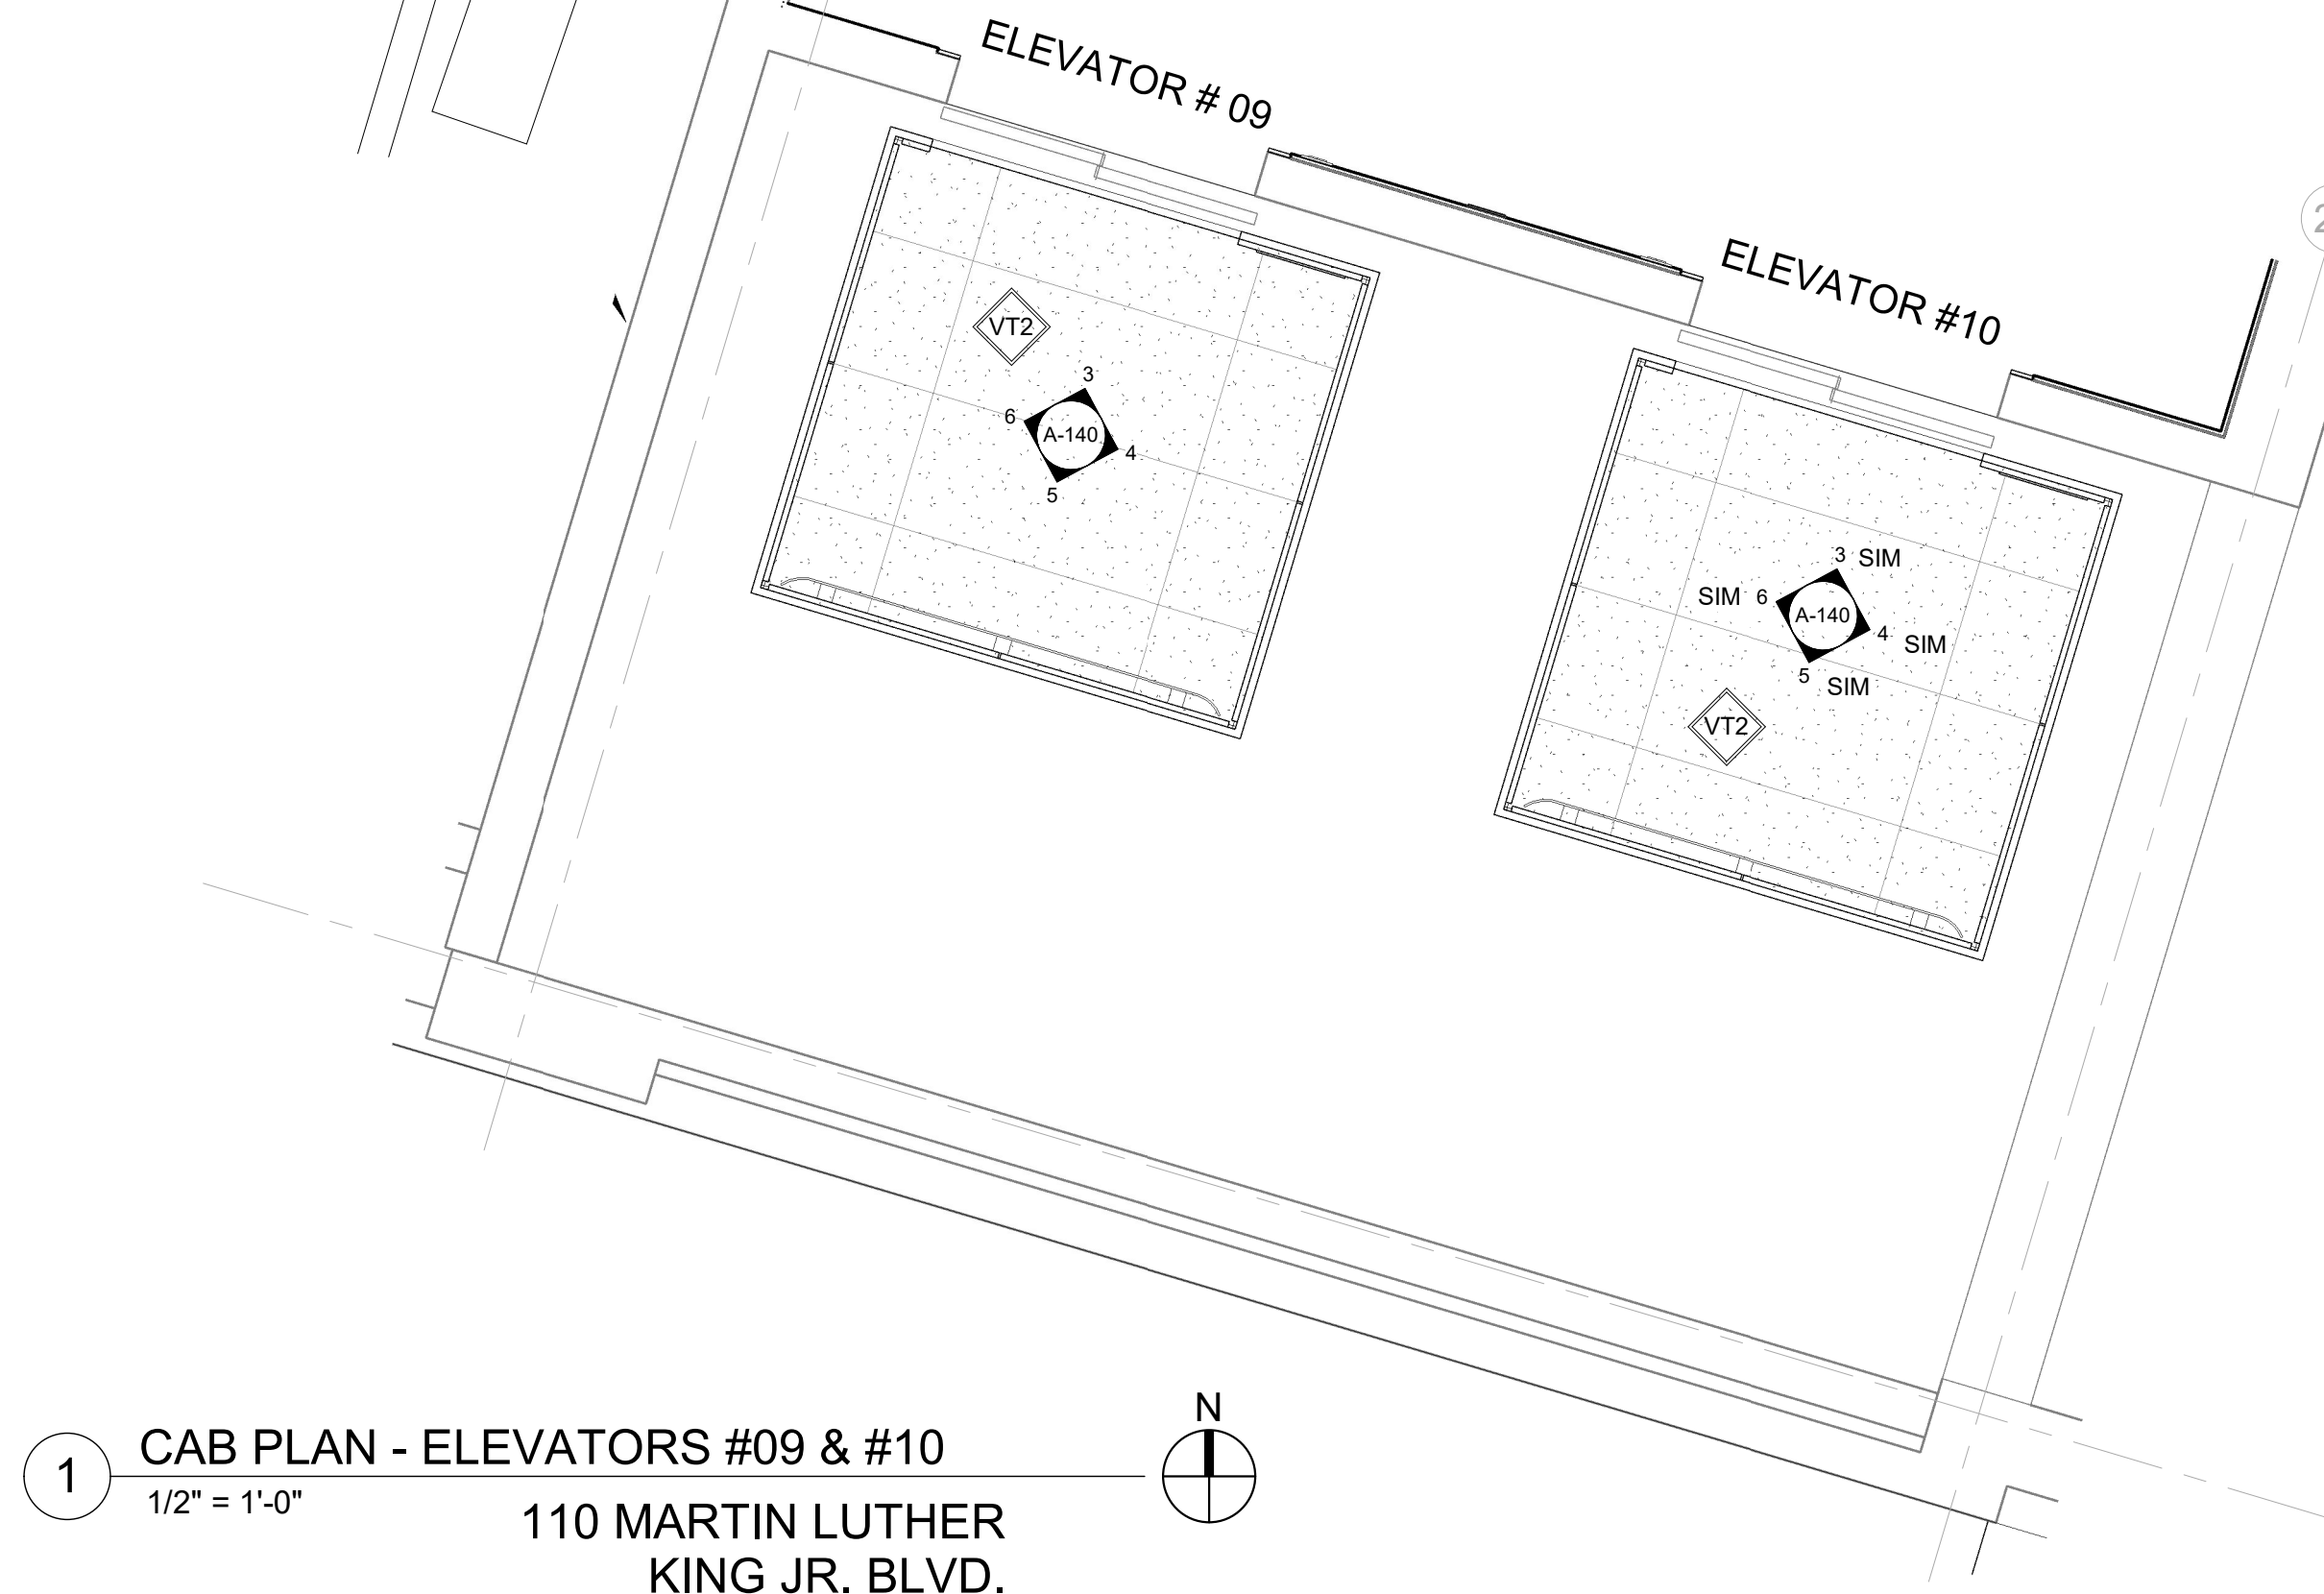 ELEVATOR # 09
2
ELEVATOR #10
VT2
3
6
A-140
4
5
3 SIM
SIM 6
A-140
4 SIM
5 SIM
VT2
N
1
CAB PLAN - ELEVATORS #09 & #10
1/2" = 1'-0"
110 MARTIN LUTHER
KING JR. BLVD.